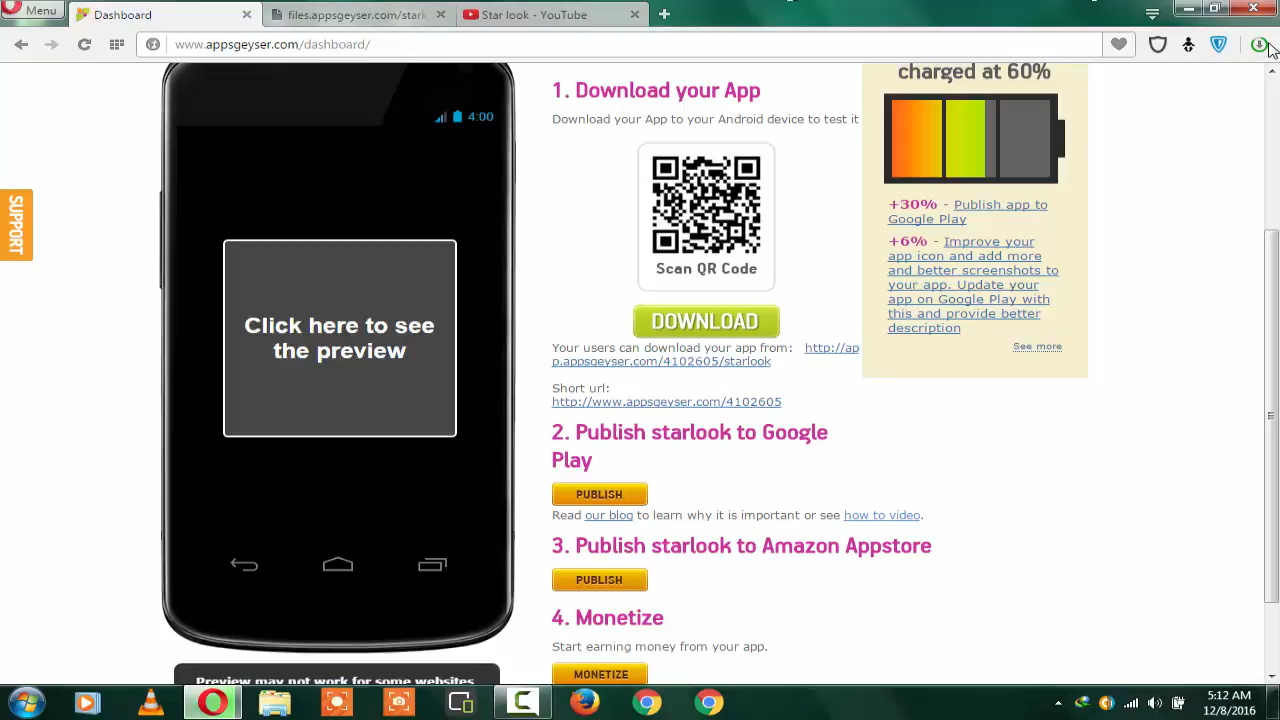 Menu
Dashboard
files.appsgeyser.com/stark
Star look - YouTube
www.appsgeyser.com/dashboard/
4:00
Click here to see
the preview
Preview may not work for some websites
SUPPORT
1. Download your App
Download your App to your Android device to test it
Scan QR Code
DOWNLOAD
Your users can download your app from: http://ap
p.appsgeyser.com/4102605/starlook
Short url:
http://www.appsgeyser.com/4102605
2. Publish starlook to Google
Play
PUBLISH
Read our blog to learn why it is important or see how to video.
3. Publish starlook to Amazon Appstore
PUBLISH
4. Monetize
Start earning money from your app.
MONETIZE
charged at 60%
+30% - Publish app to
Google Play
+6% - Improve your
app icon and add more
and better screenshots to
your app. Update your
app on Google Play with
this and provide better
description
See more
5:12 AM
12/8/2016